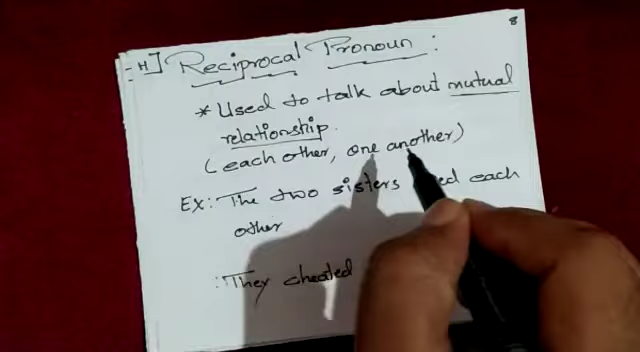 8
H] Reciprocal Pronoun :
* Used to talk about mutual
relationship.
(each other, one another)
Ex: The two sisters each
other
: They cheated